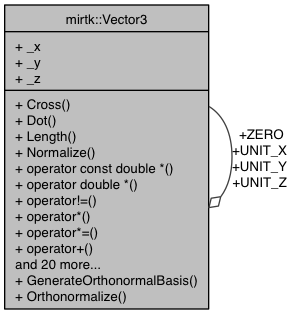 mirtk::Vector3
+ _x
+ _y
+ _z
+ Cross()
+ Dot()
+ Length()
+ Normalize()
+ operator const double *()
+ operator double *()
+ operator!=()
+ operator*()
+ operator*=()
+ operator+()
and 20 more...
+ GenerateOrthonormalBasis()
+ Orthonormalize()
+ZERO
+UNIT_X
+UNIT_Y
+UNIT_Z